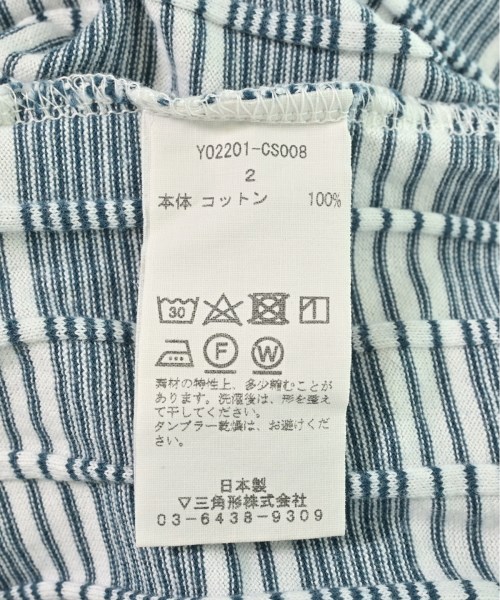 Y02201-CS008
2
本体 コットン 100%
30
F W
素材の特性上、多少縮むことが
あります。洗濯後は、形を整え
て干してください。
タンブラー乾燥は、お避けくだ
さい。
日本製
▽三角形株式会社
03-6438-9309